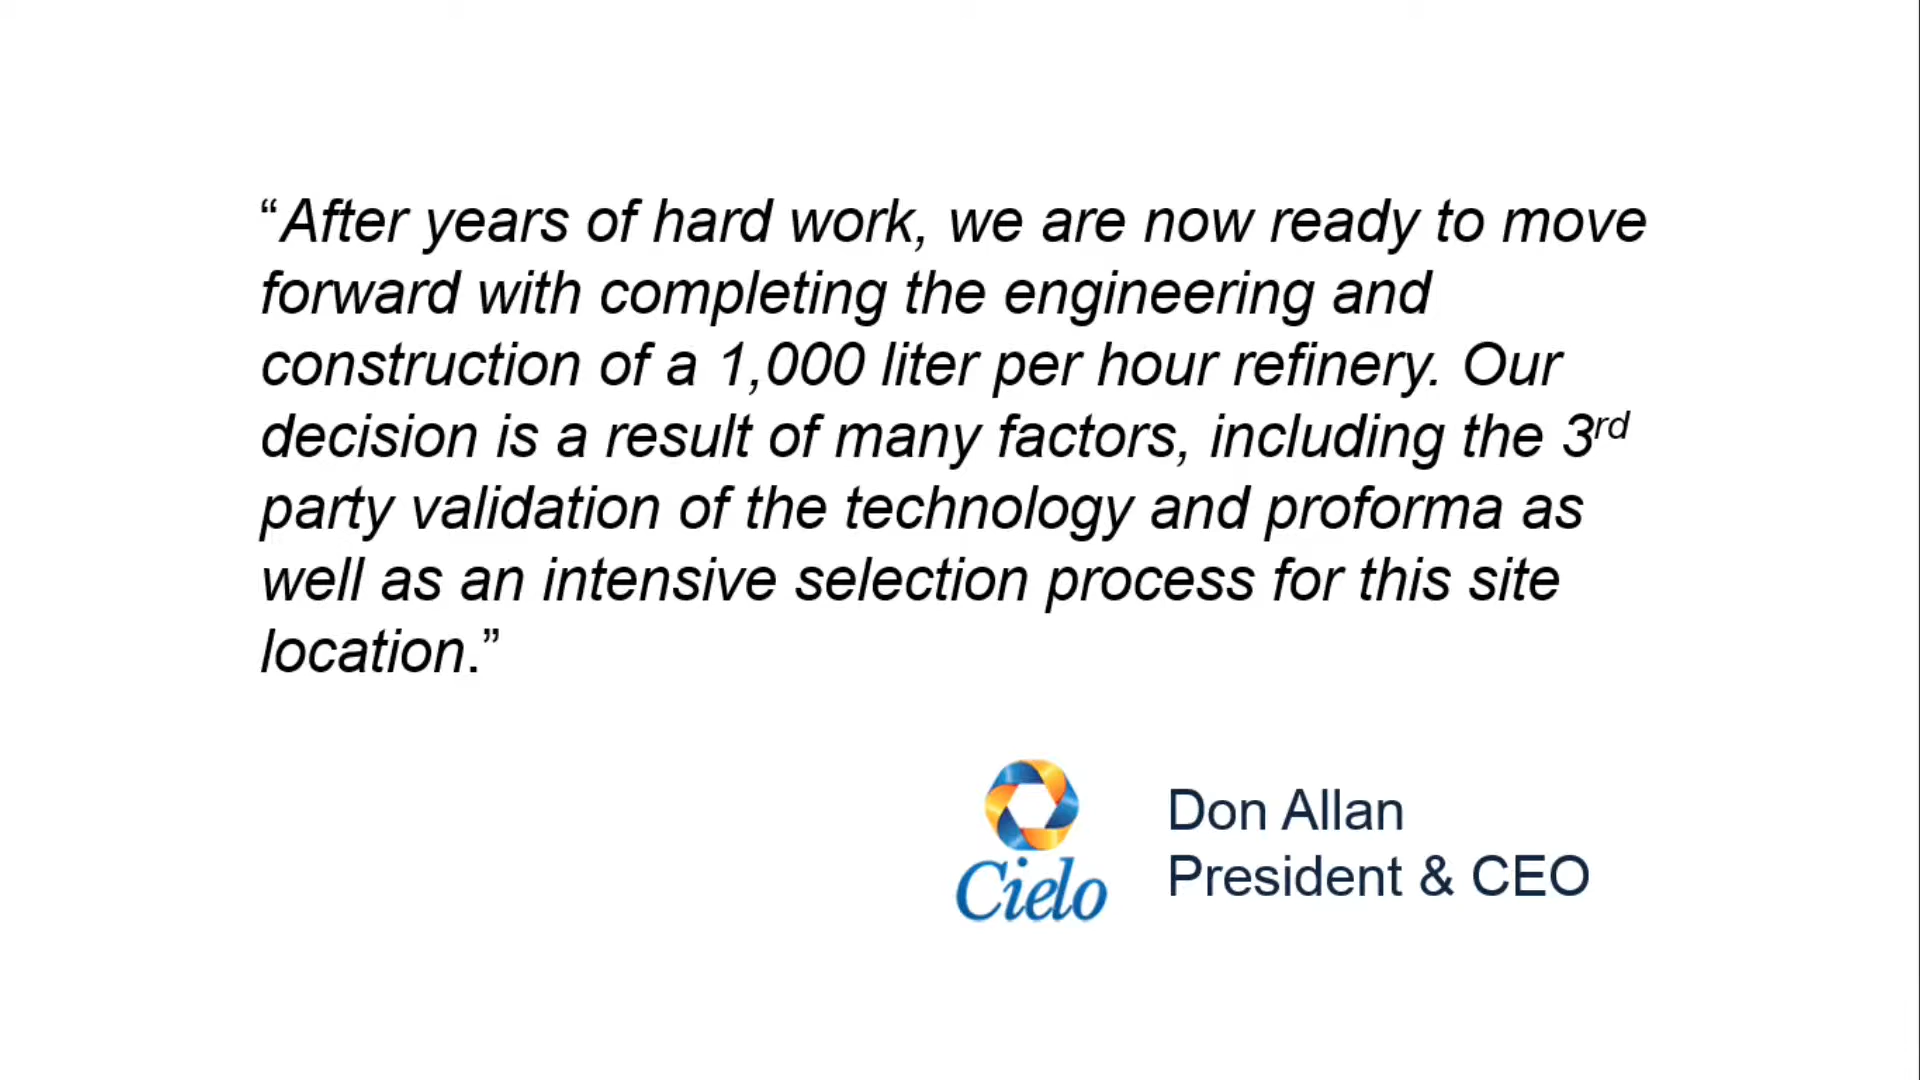 “After years of hard work, we are now ready to move
forward with completing the engineering and
construction of a 1,000 liter per hour refinery. Our
decision is a result of many factors, including the 3rd
party validation of the technology and proforma as
well as an intensive selection process for this site
location.”
Cielo
Don Allan
President & CEO